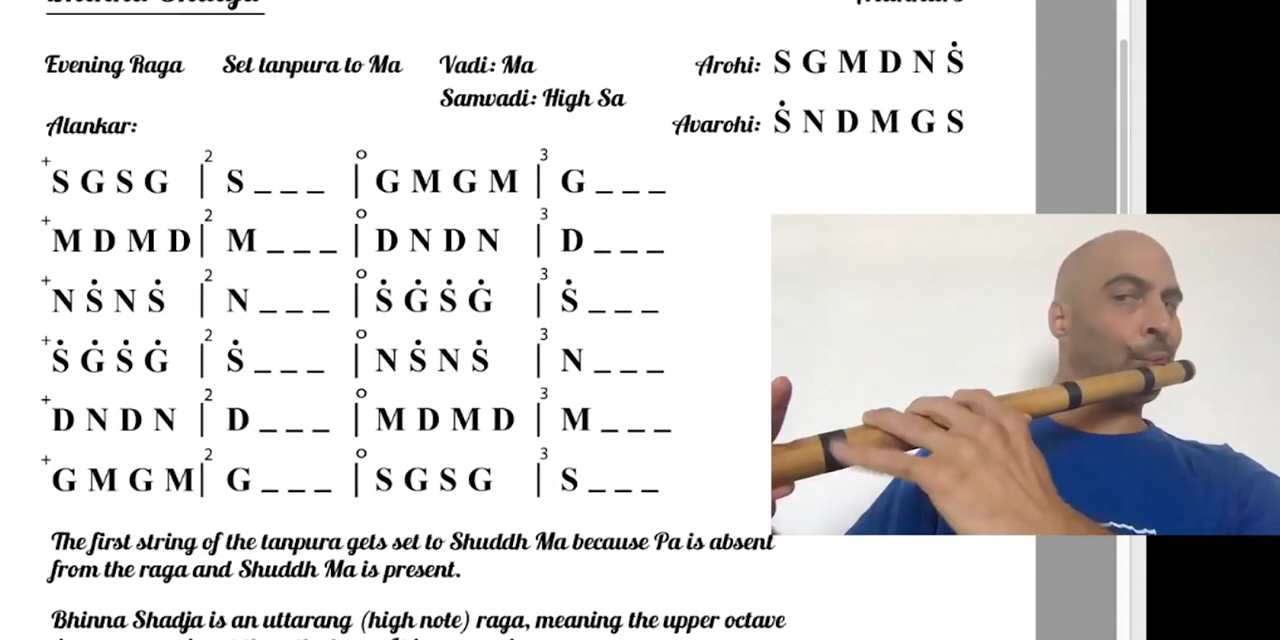 Evening Raga Set tanpura to Ma Vadi: Ma Arohi: S G M D N Ṡ
Samvadi: High Sa
Alankar: Avarohi: Ṡ N D M G S
+ 2 o 3
S G S G | S _ _ _ | G M G M | G _ _ _
+ 2 o 3
M D M D | M _ _ _ | D N D N | D _ _ _
+ 2 o 3
N Ṡ N Ṡ | N _ _ _ | Ṡ Ġ Ṡ Ġ | Ṡ _ _ _
+ 2 o 3
Ṡ Ġ Ṡ Ġ | Ṡ _ _ _ | N Ṡ N Ṡ | N _ _ _
+ 2 o 3
D N D N | D _ _ _ | M D M D | M _ _ _
+ 2 o 3
G M G M | G _ _ _ | S G S G | S _ _ _
The first string of the tanpura gets set to Shuddh Ma because Pa is absent
from the raga and Shuddh Ma is present.
Bhinna Shadja is an uttarang (high note) raga, meaning the upper octave